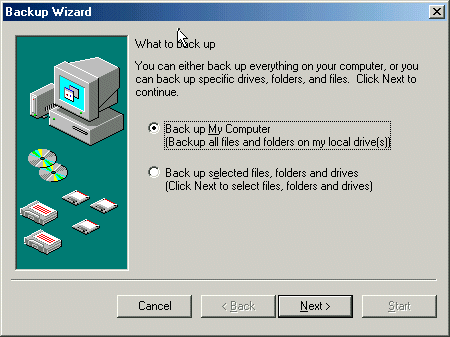 Backup Wizard
What to back up
You can either back up everything on your computer, or you
can back up specific drives, folders, and files. Click Next to
continue.
Back up My Computer
(Backup all files and folders on my local drive(s))
Back up selected files, folders and drives
(Click Next to select files, folders and drives)
Cancel
< Back
Next >
Start